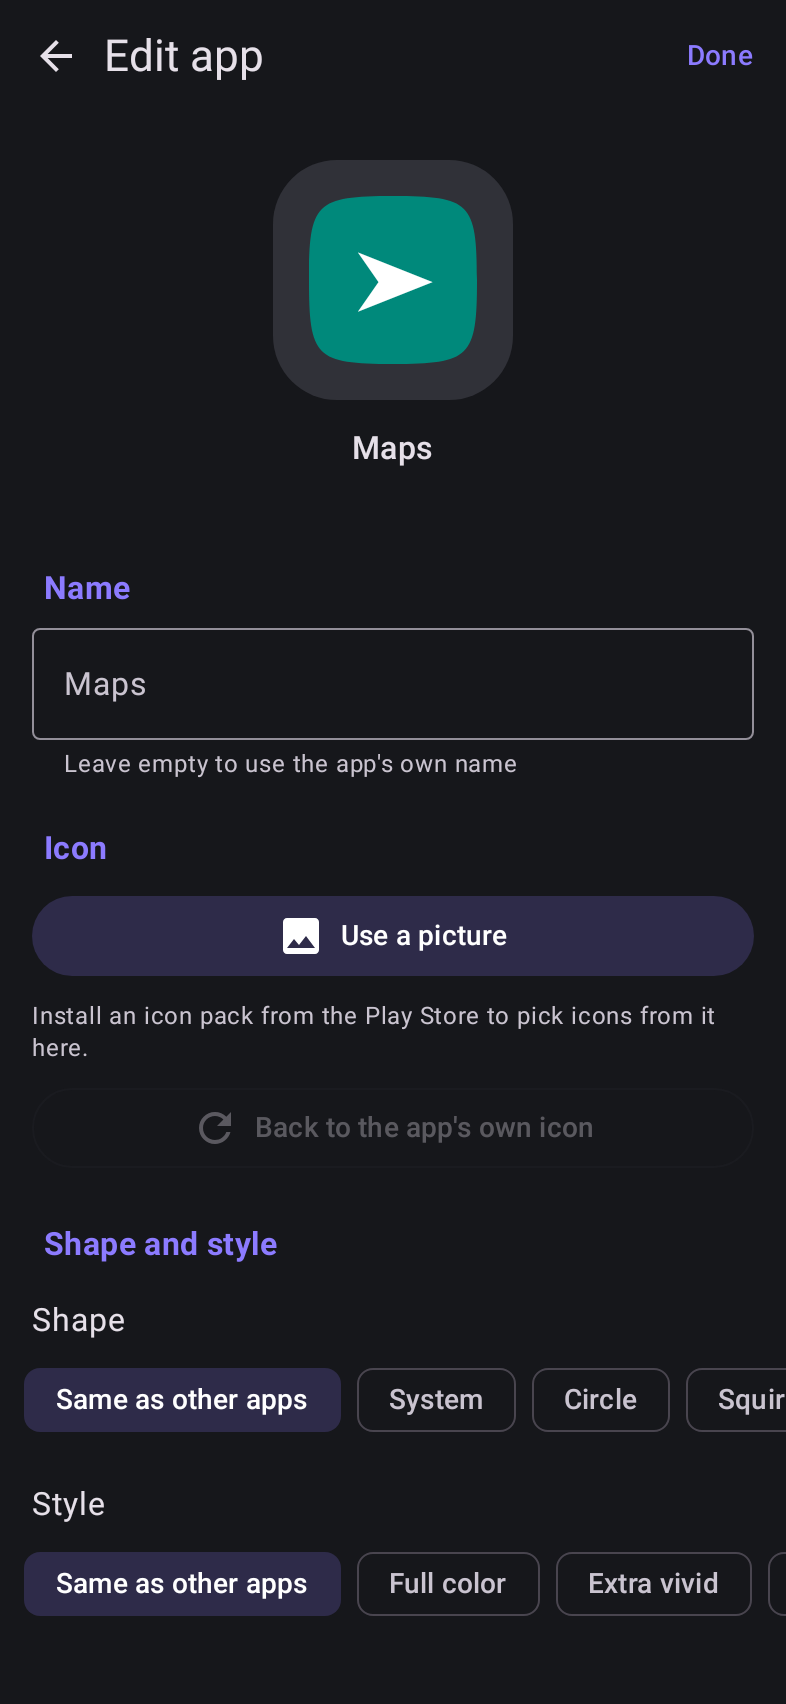 Edit app
Done
Maps
Name
Maps
Leave empty to use the app's own name
Icon
Use a picture
Install an icon pack from the Play Store to pick icons from it
here.
Back to the app's own icon
Shape and style
Shape
Same as other apps
System
Circle
Squir
Style
Same as other apps
Full color
Extra vivid